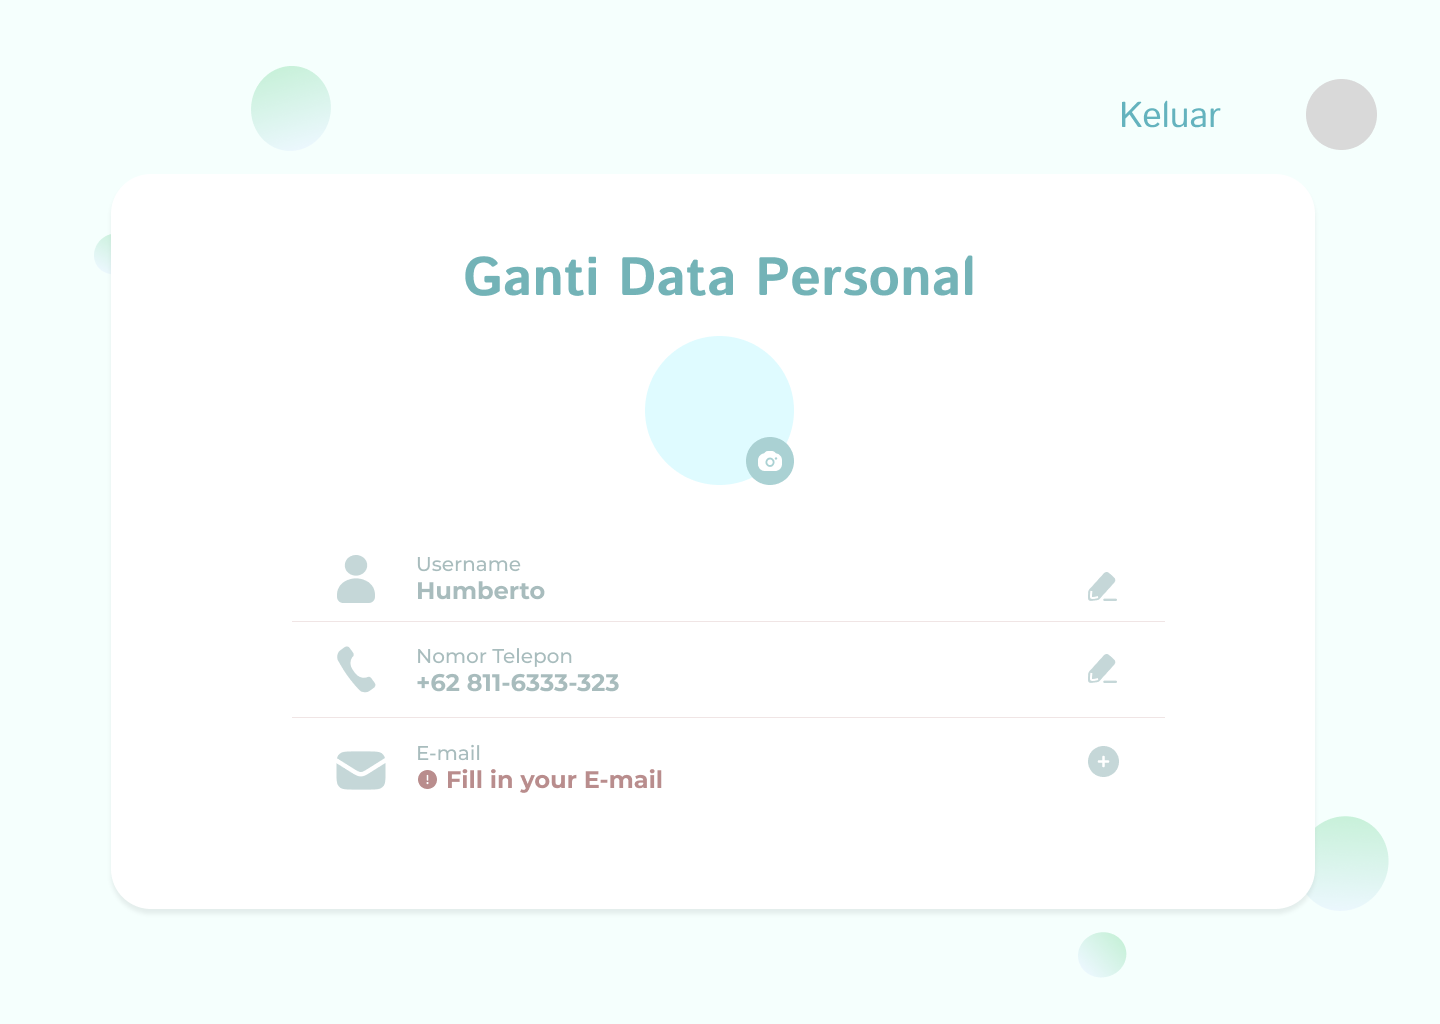 Keluar
Ganti Data Personal
Username
Humberto
Nomor Telepon
+62 811-6333-323
E-mail
Fill in your E-mail